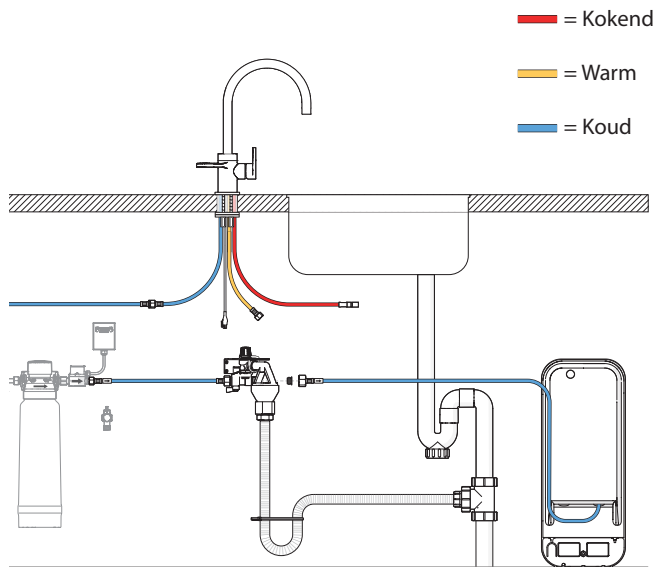 = Kokend
= Warm
= Koud